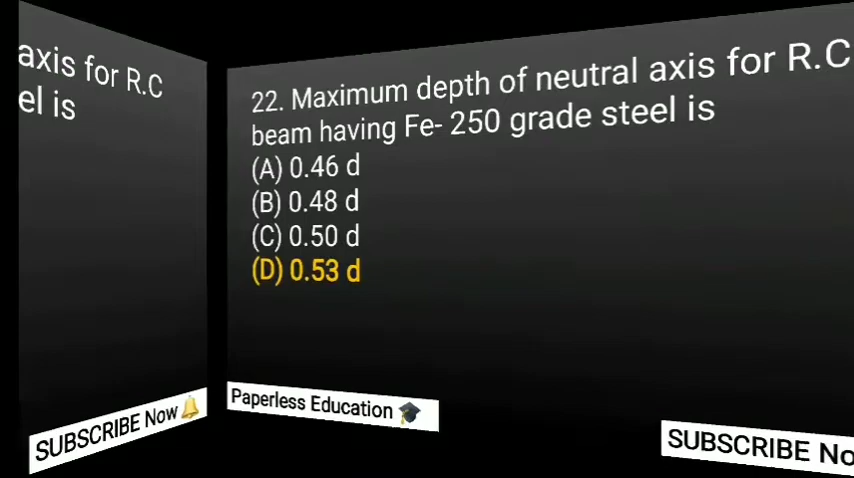 axis for R.C
el is
SUBSCRIBE Now🔔
22. Maximum depth of neutral axis for R.C
beam having Fe- 250 grade steel is
(A) 0.46 d
(B) 0.48 d
(C) 0.50 d
(D) 0.53 d
Paperless Education 🎓
SUBSCRIBE No